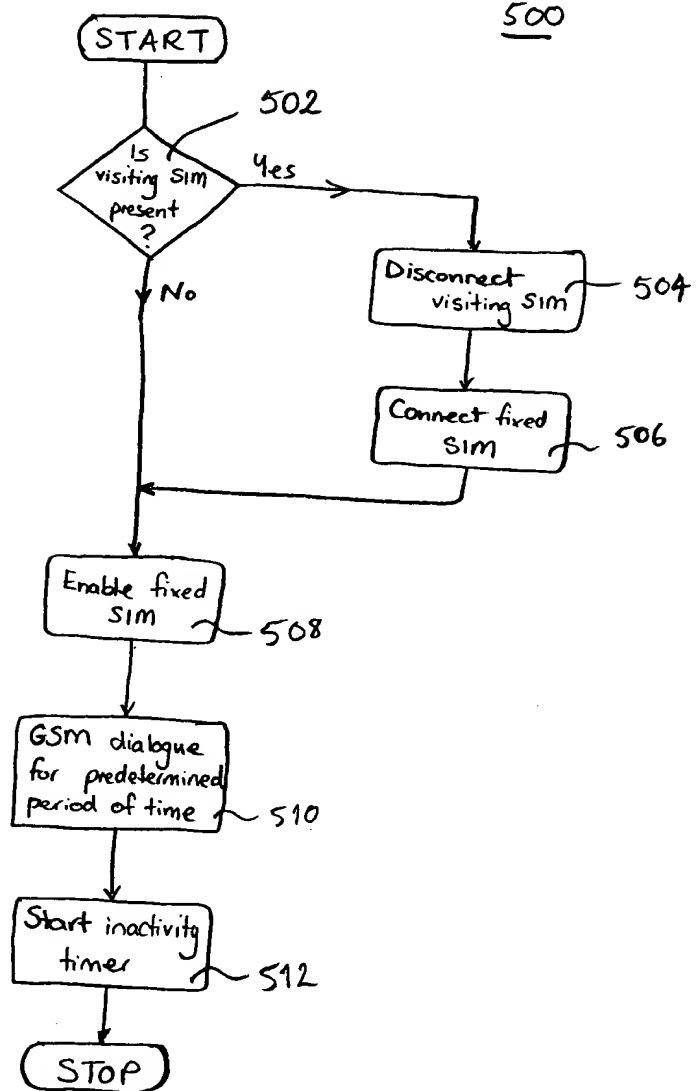 500
START
502
Is
visiting SIM
present
?
Yes
No
Disconnect
visiting SIM
504
Connect fixed
SIM
506
Enable fixed
SIM
508
GSM dialogue
for predetermined
period of time
510
Start inactivity
timer
512
STOP